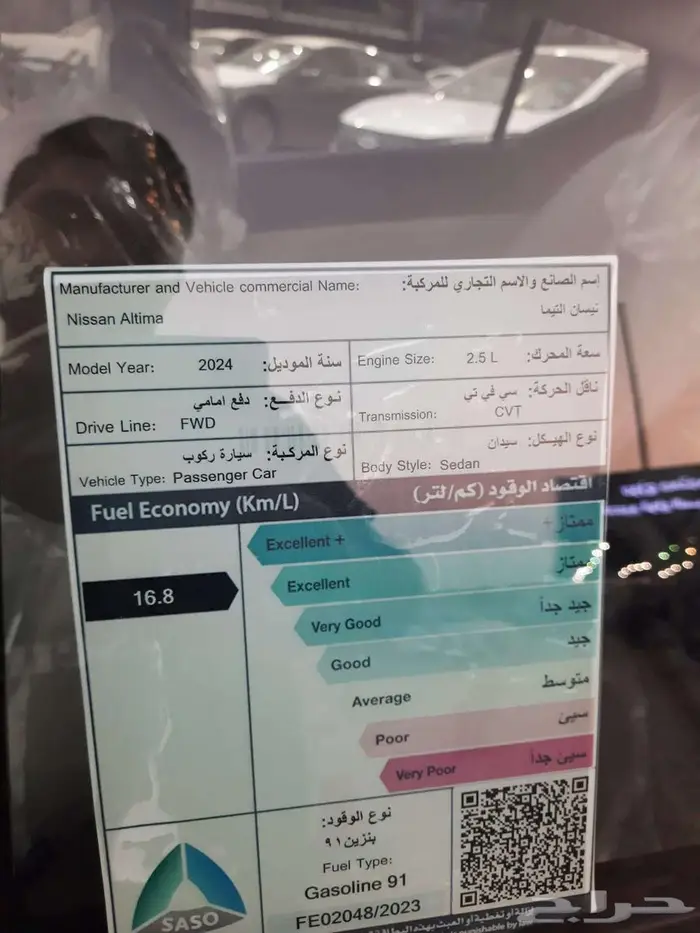 Manufacturer and Vehicle commercial Name: إسم الصانع والاسم التجاري للمركبة:
Nissan Altima نيسان التيما
Model Year: 2024 سنة الموديل:
Engine Size: 2.5 L سعة المحرك:
نوع الدفع: دفع امامي
Drive Line: FWD
ناقل الحركة: سي في تي
Transmission: CVT
نوع المركبة: سيارة ركوب
Vehicle Type: Passenger Car
نوع الهيكل: سيدان
Body Style: Sedan
Fuel Economy (Km/L) اقتصاد الوقود (كم/لتر)
16.8
Excellent + ممتاز +
Excellent ممتاز
Very Good جيد جداً
Good جيد
Average متوسط
Poor سيئ
Very Poor سيئ جداً
نوع الوقود:
بنزين ٩١
Fuel Type:
Gasoline 91
FE02048/2023
SASO
حراج